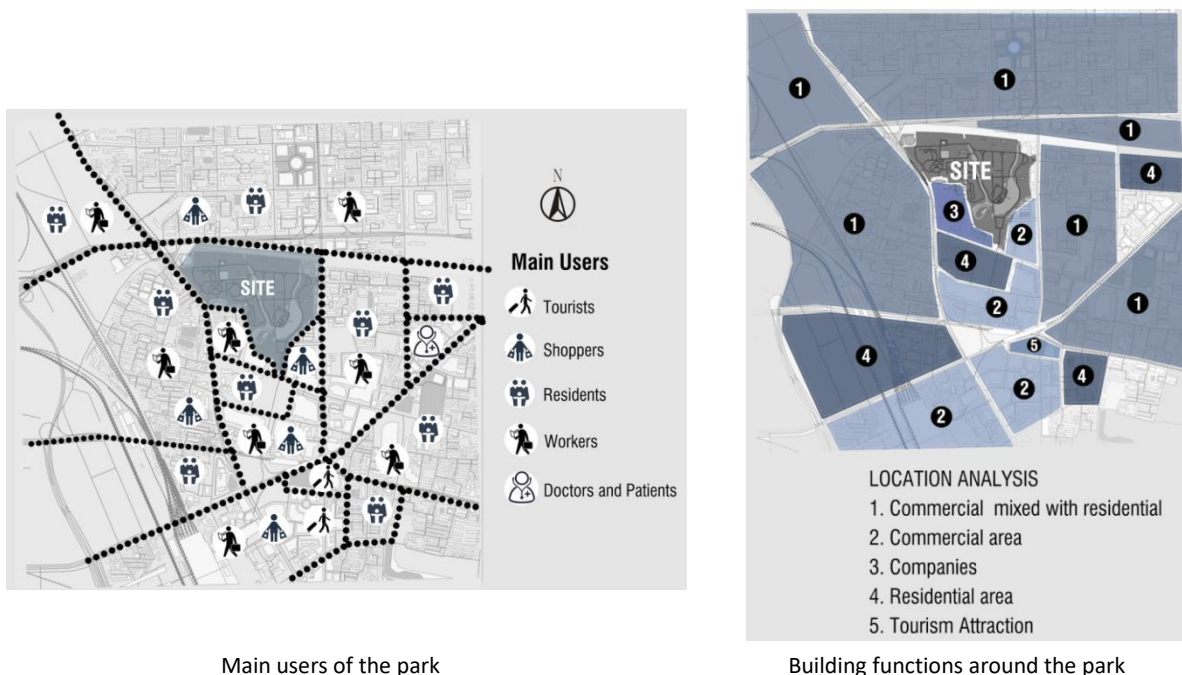 N
SITE
Main Users
Tourists
Shoppers
Residents
Workers
Doctors and Patients
Main users of the park
1
1
1
SITE
4
3
1
2
1
4
1
2
5
4
4
2
2
LOCATION ANALYSIS
1. Commercial mixed with residential
2. Commercial area
3. Companies
4. Residential area
5. Tourism Attraction
Building functions around the park